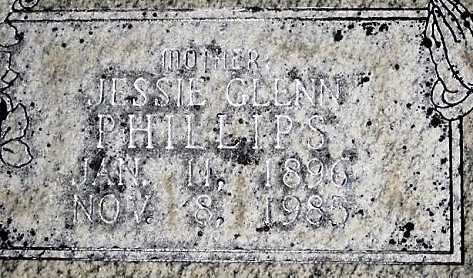 MOTHER
JESSIE GLENN
PHILLIPS
JAN. 11, 1896
NOV. 8, 1985